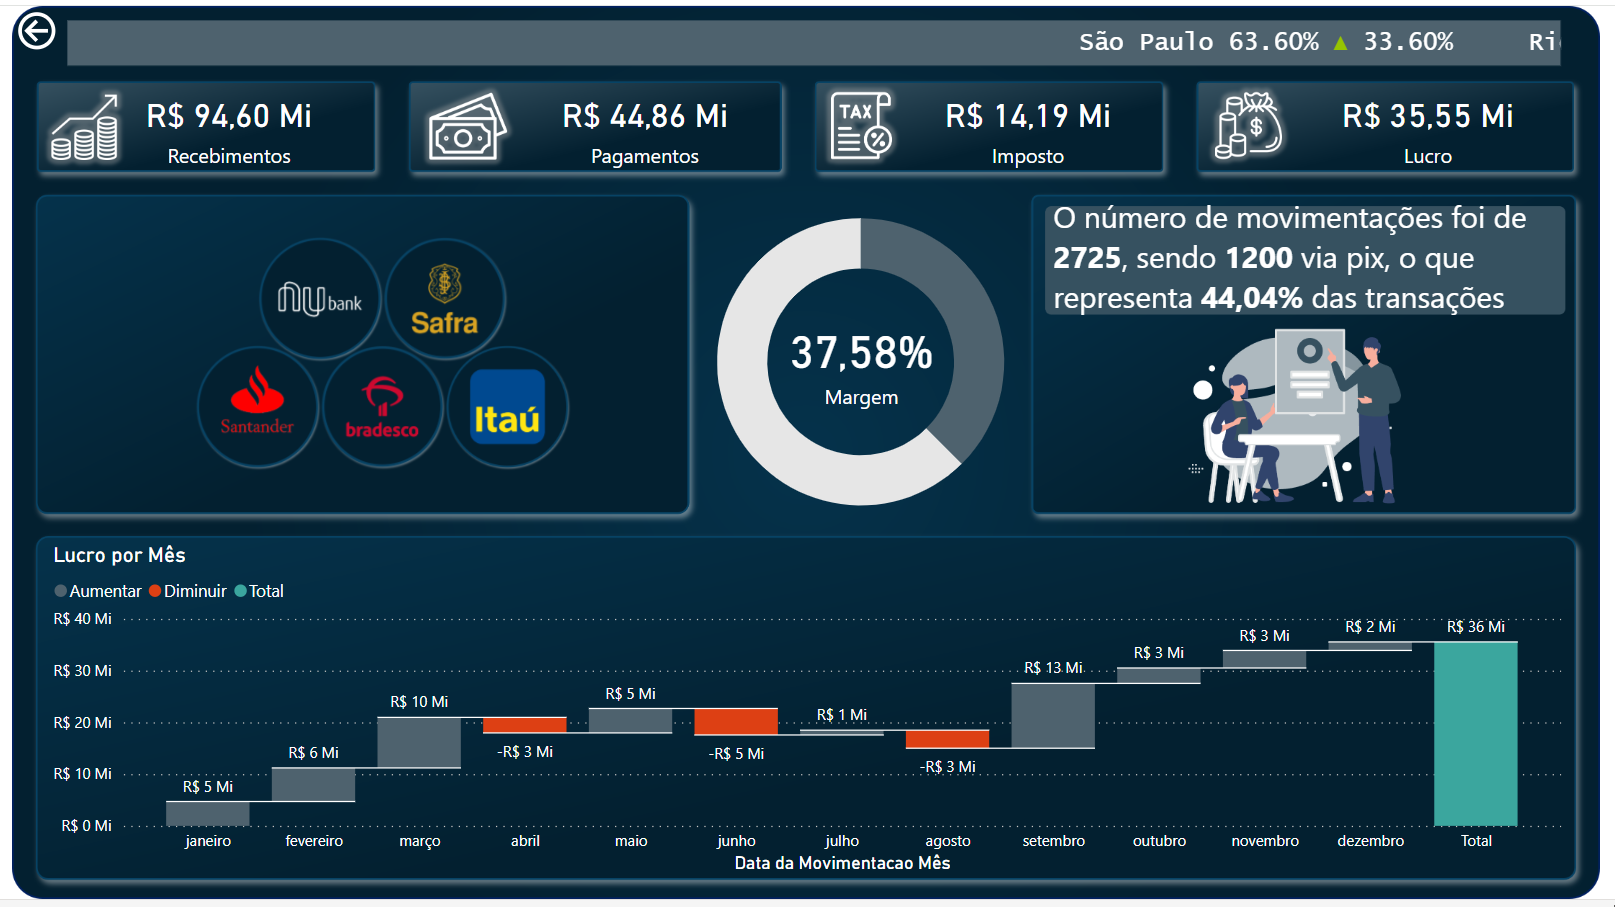 São Paulo 63.60% ▲ 33.60% Ri
R$ 94,60 Mi
Recebimentos
R$ 44,86 Mi
Pagamentos
TAX
%
R$ 14,19 Mi
Imposto
$
R$ 35,55 Mi
Lucro
nu bank
Safra
Santander
bradesco
Itaú
37,58%
Margem
O número de movimentações foi de
2725, sendo 1200 via pix, o que
representa 44,04% das transações
Lucro por Mês
Aumentar Diminuir Total
R$ 40 Mi
R$ 30 Mi
R$ 20 Mi
R$ 10 Mi
R$ 0 Mi
R$ 5 Mi
R$ 6 Mi
R$ 10 Mi
-R$ 3 Mi
R$ 5 Mi
-R$ 5 Mi
R$ 1 Mi
-R$ 3 Mi
R$ 13 Mi
R$ 3 Mi
R$ 3 Mi
R$ 2 Mi
R$ 36 Mi
janeiro fevereiro março abril maio junho julho agosto setembro outubro novembro dezembro Total
Data da Movimentacao Mês